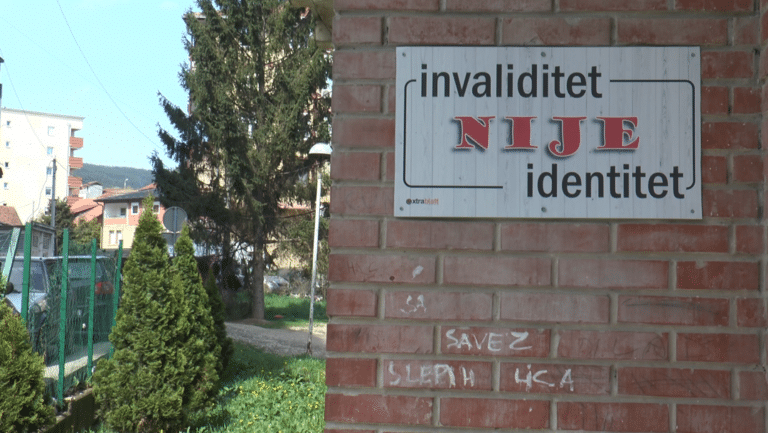 invaliditet
NIJE
identitet
SAVEZ
SLEPIH LICA